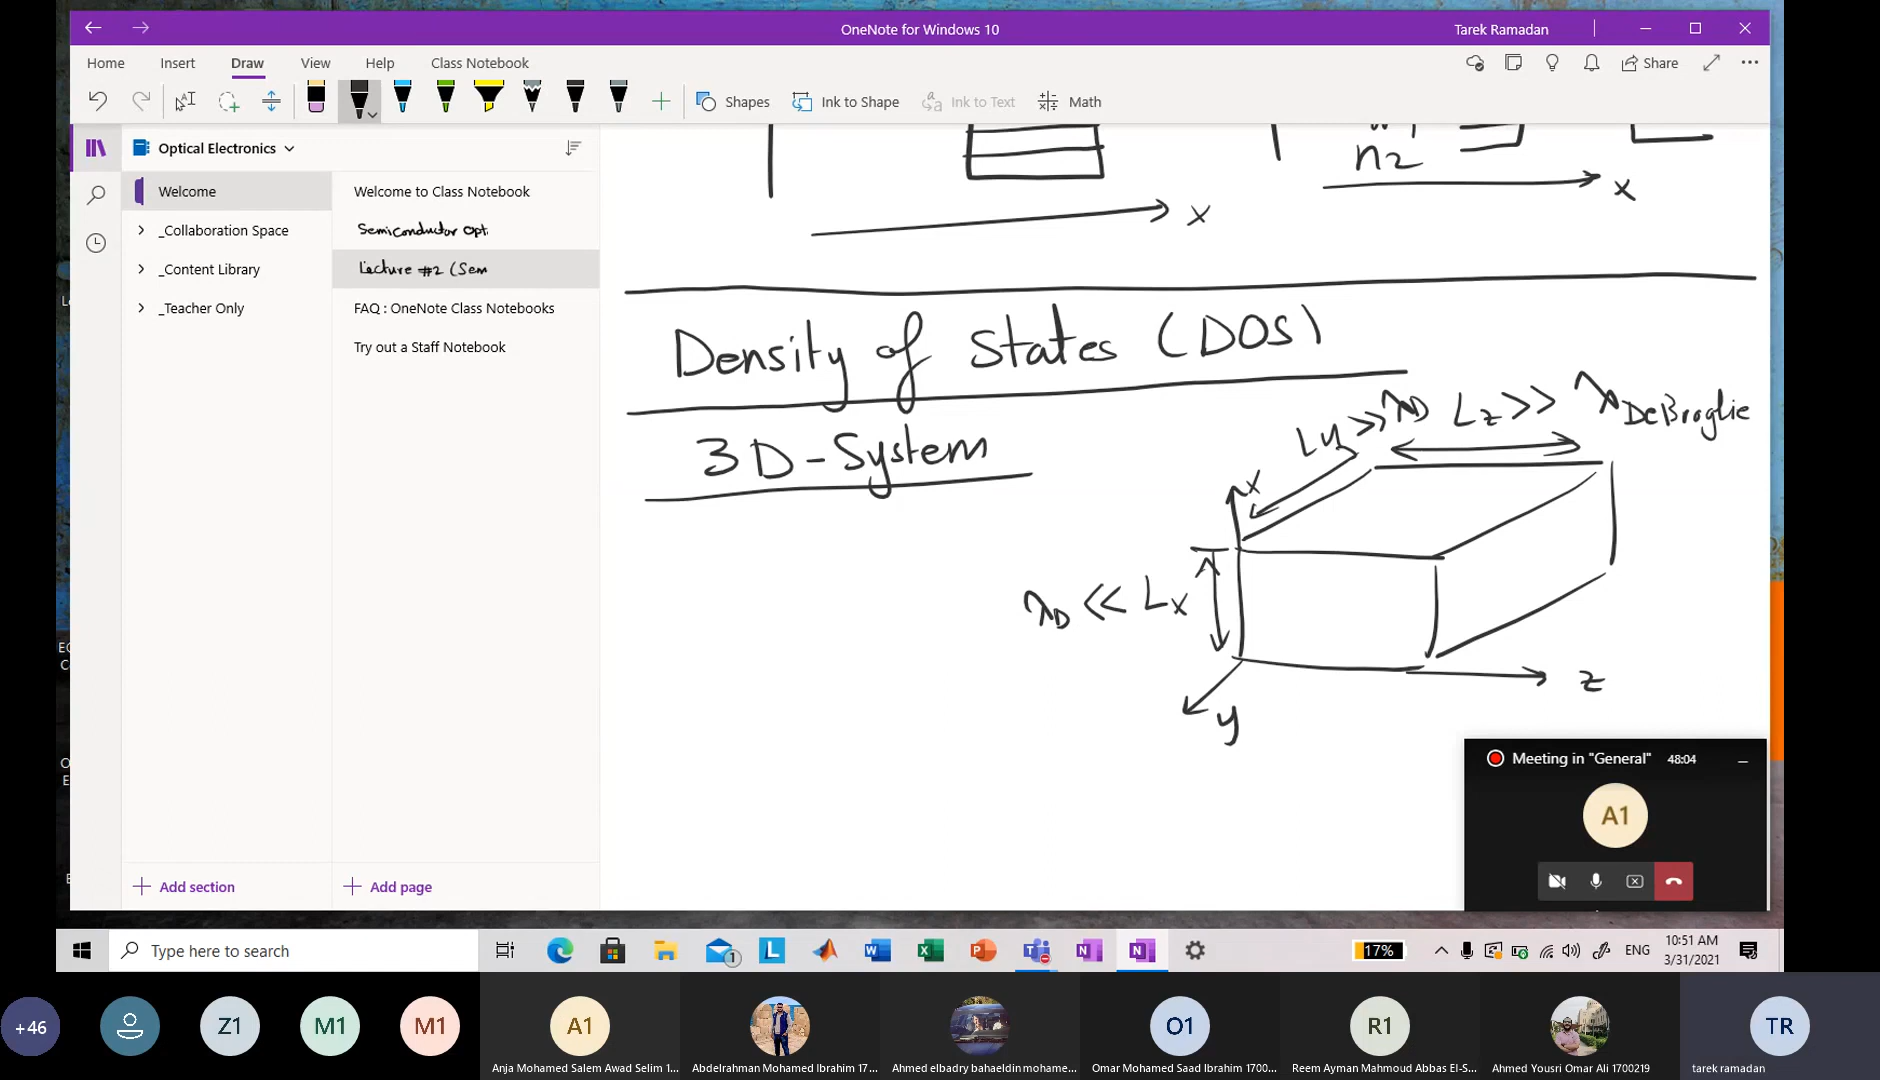 OneNote for Windows 10
Tarek Ramadan
Home Insert Draw View Help Class Notebook
Share
Shapes Ink to Shape Ink to Text Math
Optical Electronics
Welcome
_Collaboration Space
_Content Library
_Teacher Only
Welcome to Class Notebook
Semiconductor Opt.
Lecture #2 (Sem
FAQ : OneNote Class Notebooks
Try out a Staff Notebook
n2
x
x
Density of States (DOS)
3D-System
Ly >> λD Lz >> λDeBroglie
x
λD << Lx
z
y
Meeting in "General" 48:04
A1
Add section
Add page
Type here to search
1
17%
ENG
10:51 AM
3/31/2021
+46
Z1
M1
M1
A1
O1
R1
TR
Anja Mohamed Salem Awad Selim 1...
Abdelrahman Mohamed Ibrahim 17...
Ahmed elbadry bahaeldin mohame...
Omar Mohamed Saad Ibrahim 1700...
Reem Ayman Mahmoud Abbas El-S...
Ahmed Yousri Omar Ali 1700219
tarek ramadan